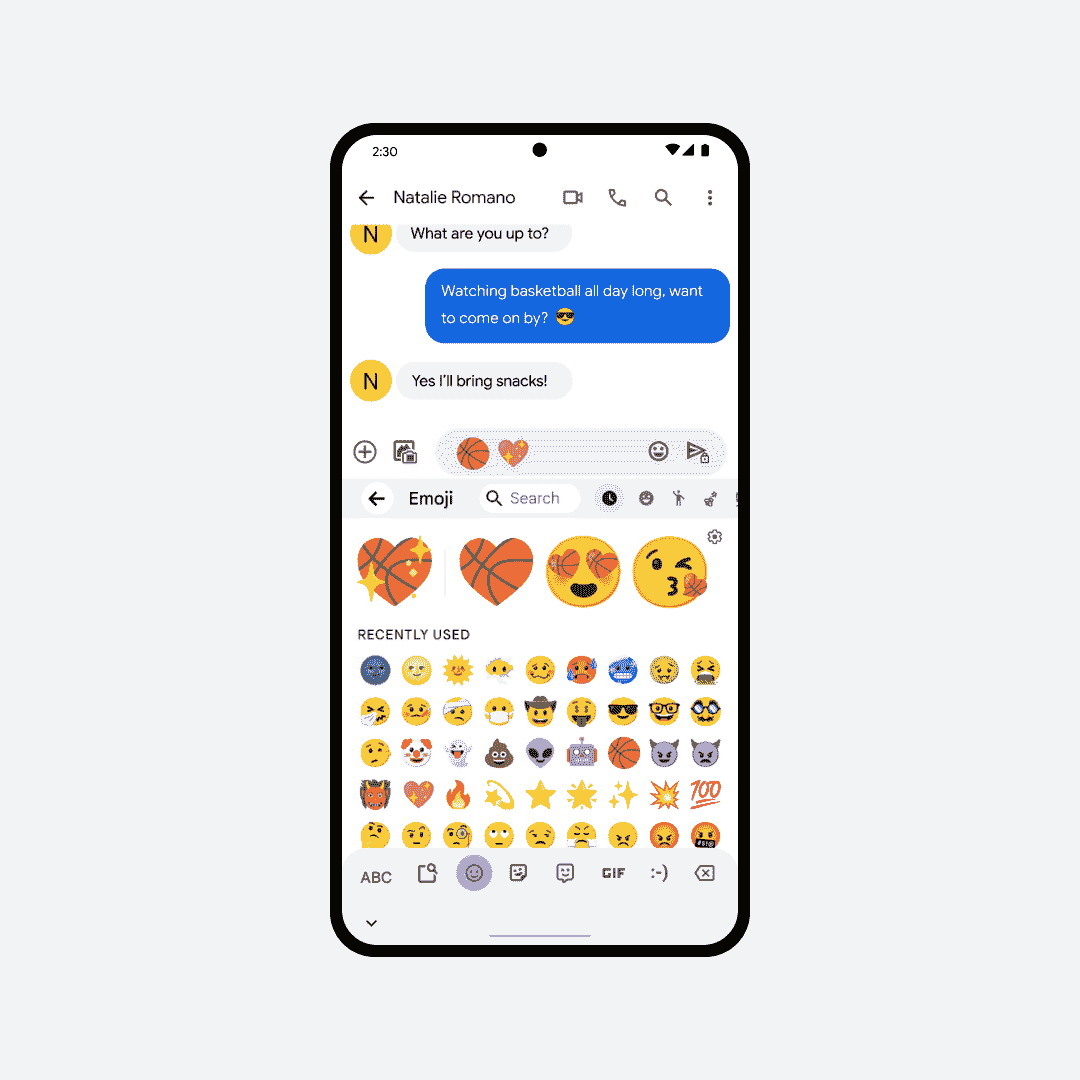 2:30
Natalie Romano
N
What are you up to?
Watching basketball all day long, want
to come on by? 😎
N
Yes I'll bring snacks!
🏀 💖
Emoji
Search
RECENTLY USED
100
ABC
GIF
:-)